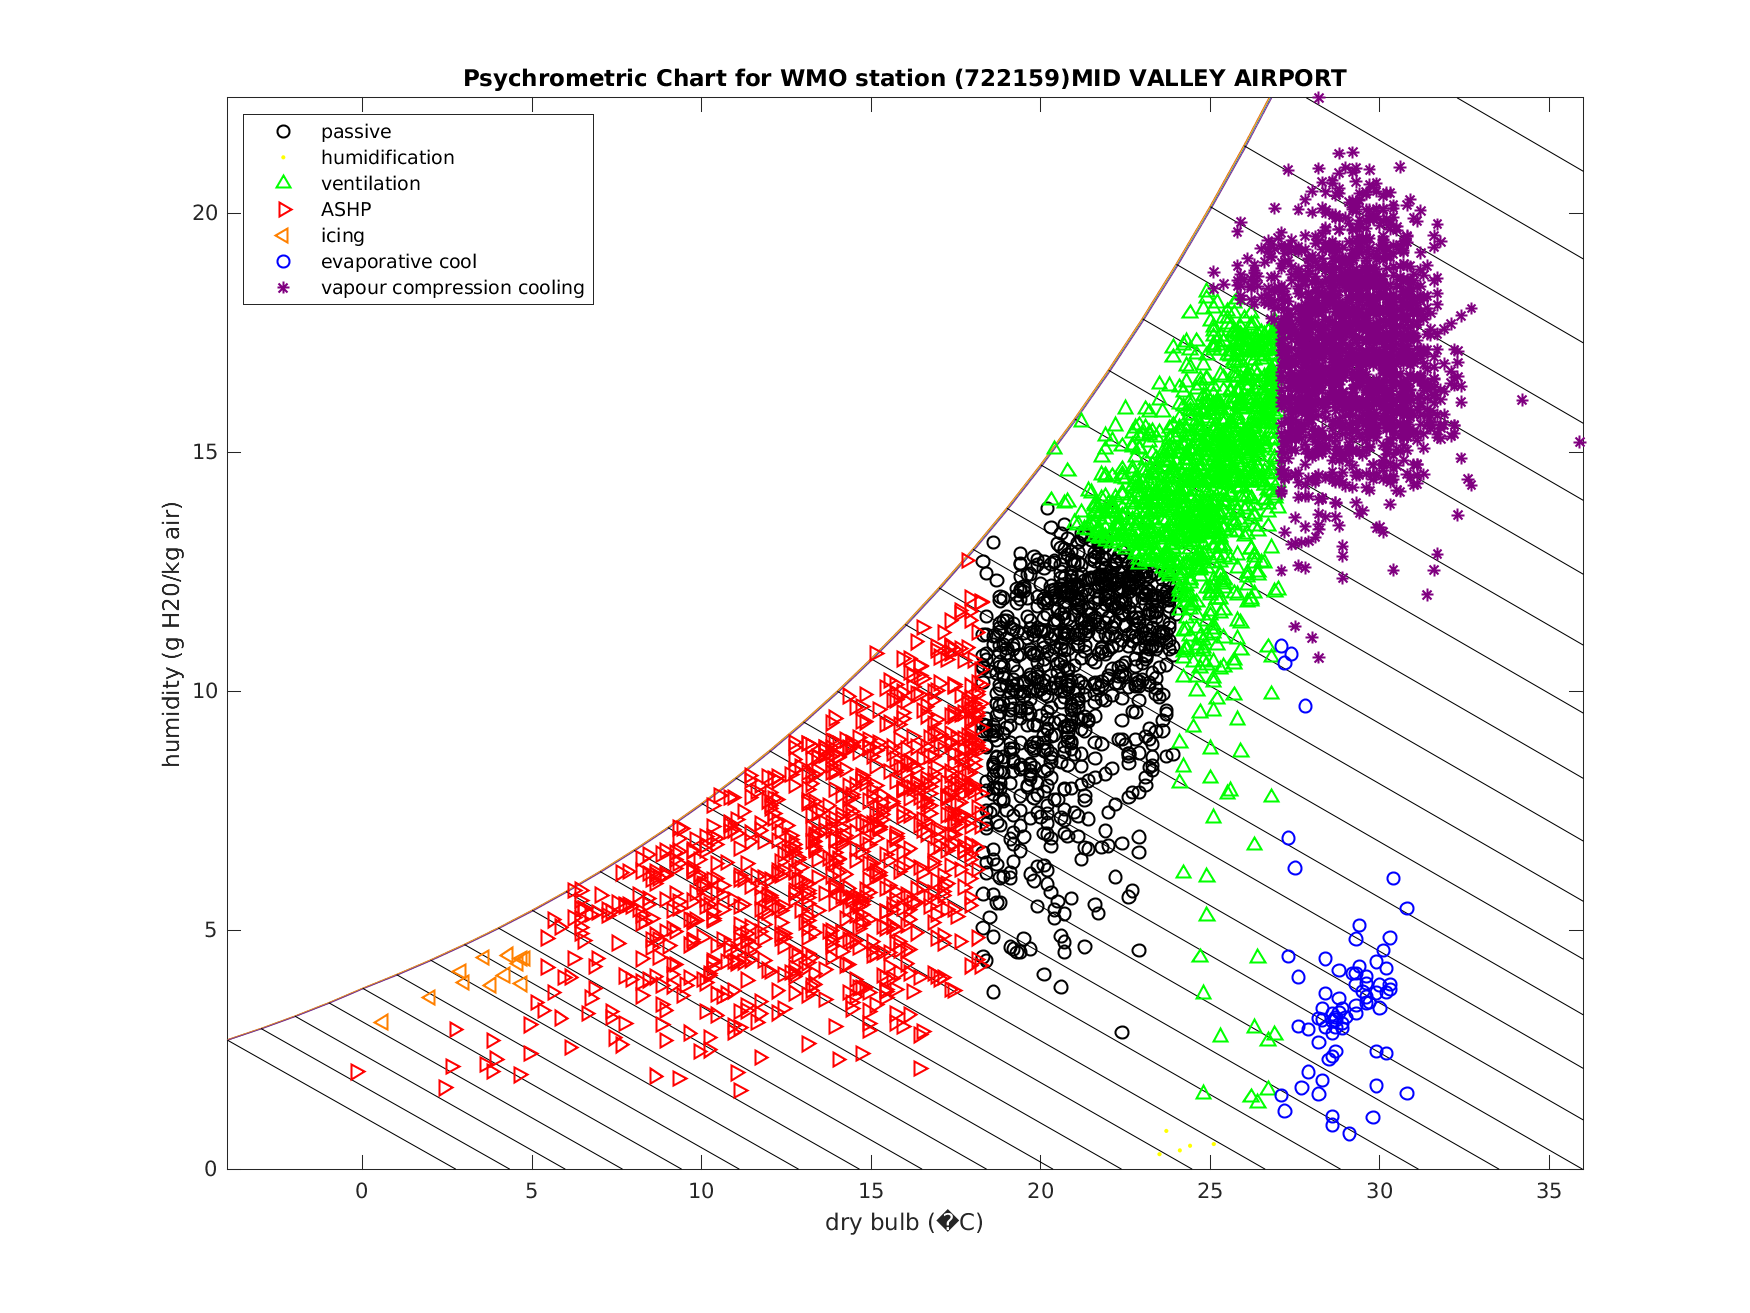 Psychrometric Chart for WMO station (722159)MID VALLEY AIRPORT
passive
humidification
ventilation
ASHP
icing
evaporative cool
vapour compression cooling
20
15
10
5
0
humidity (g H20/kg air)
0 5 10 15 20 25 30 35
dry bulb (�C)